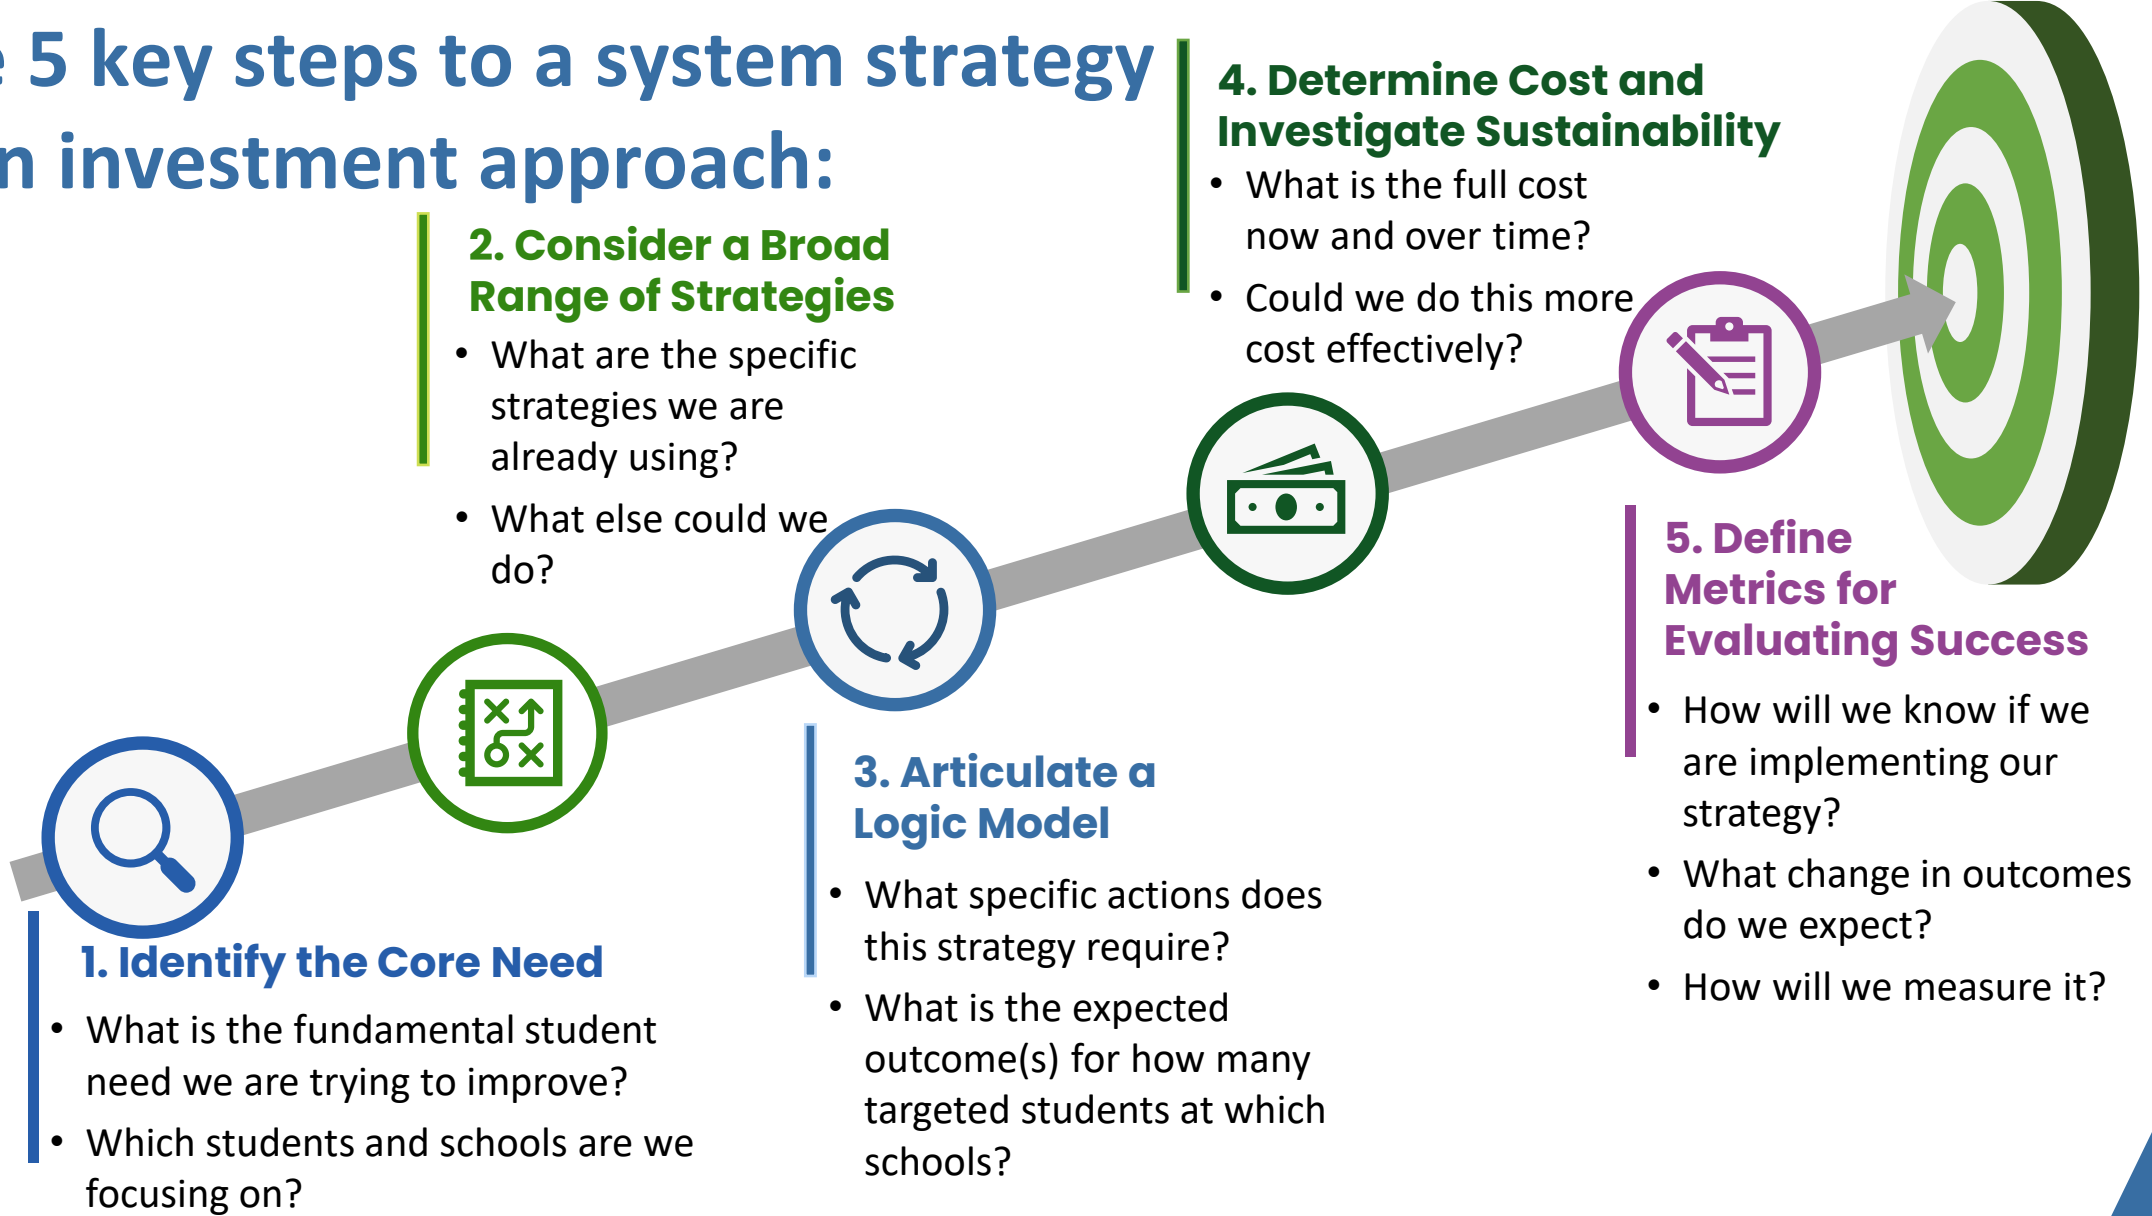 5 key steps to a system strategy
investment approach:
2. Consider a Broad
Range of Strategies
• What are the specific
strategies we are
already using?
• What else could we
do?
4. Determine Cost and
Investigate Sustainability
• What is the full cost
now and over time?
• Could we do this more
cost effectively?
1. Identify the Core Need
• What is the fundamental student
need we are trying to improve?
• Which students and schools are we
focusing on?
3. Articulate a
Logic Model
• What specific actions does
this strategy require?
• What is the expected
outcome(s) for how many
targeted students at which
schools?
5. Define
Metrics for
Evaluating Success
• How will we know if we
are implementing our
strategy?
• What change in outcomes
do we expect?
• How will we measure it?